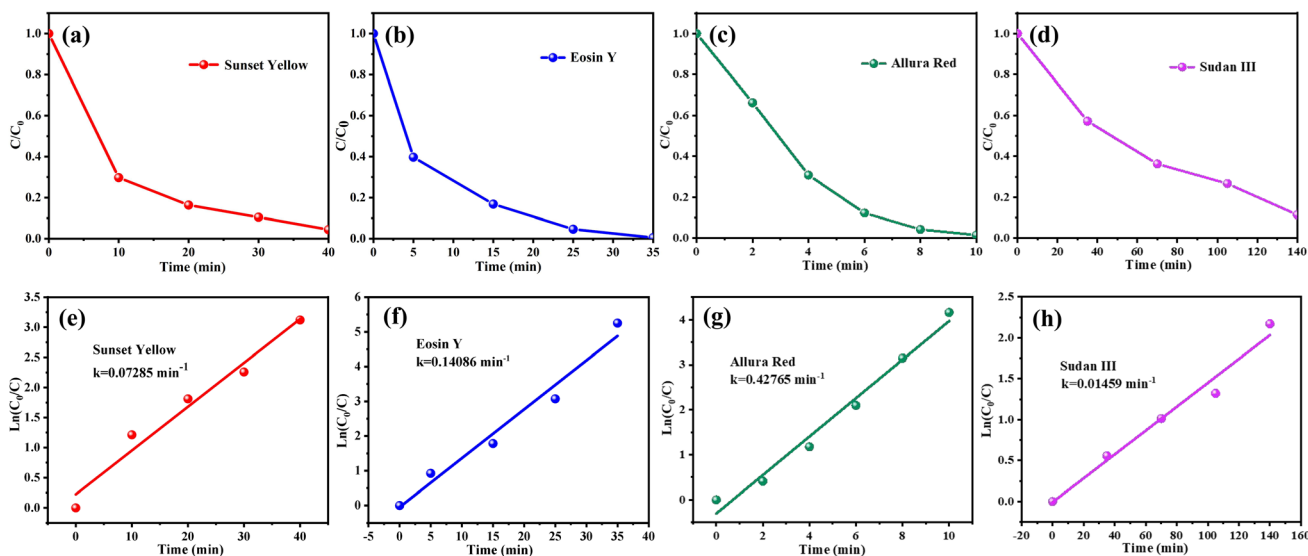 (a)
Sunset Yellow
C/C0
1.0
0.8
0.6
0.4
0.2
0.0
0 10 20 30 40
Time (min)
(b)
Eosin Y
C/C0
1.0
0.8
0.6
0.4
0.2
0.0
0 5 10 15 20 25 30 35
Time (min)
(c)
Allura Red
C/C0
1.0
0.8
0.6
0.4
0.2
0.0
0 2 4 6 8 10
Time (min)
(d)
Sudan III
C/C0
1.0
0.8
0.6
0.4
0.2
0.0
0 20 40 60 80 100 120 140
Time (min)
(e)
Sunset Yellow
k=0.07285 min-1
Ln(C0/C)
3.5
3.0
2.5
2.0
1.5
1.0
0.5
0.0
0 10 20 30 40
Time (min)
(f)
Eosin Y
k=0.14086 min-1
Ln(C0/C)
6
5
4
3
2
1
0
-5 0 5 10 15 20 25 30 35 40
Time (min)
(g)
Allura Red
k=0.42765 min-1
Ln(C0/C)
4
3
2
1
0
0 2 4 6 8 10
Time (min)
(h)
Sudan III
k=0.01459 min-1
Ln(C0/C)
2.5
2.0
1.5
1.0
0.5
0.0
-20 0 20 40 60 80 100 120 140 160
Time (min)